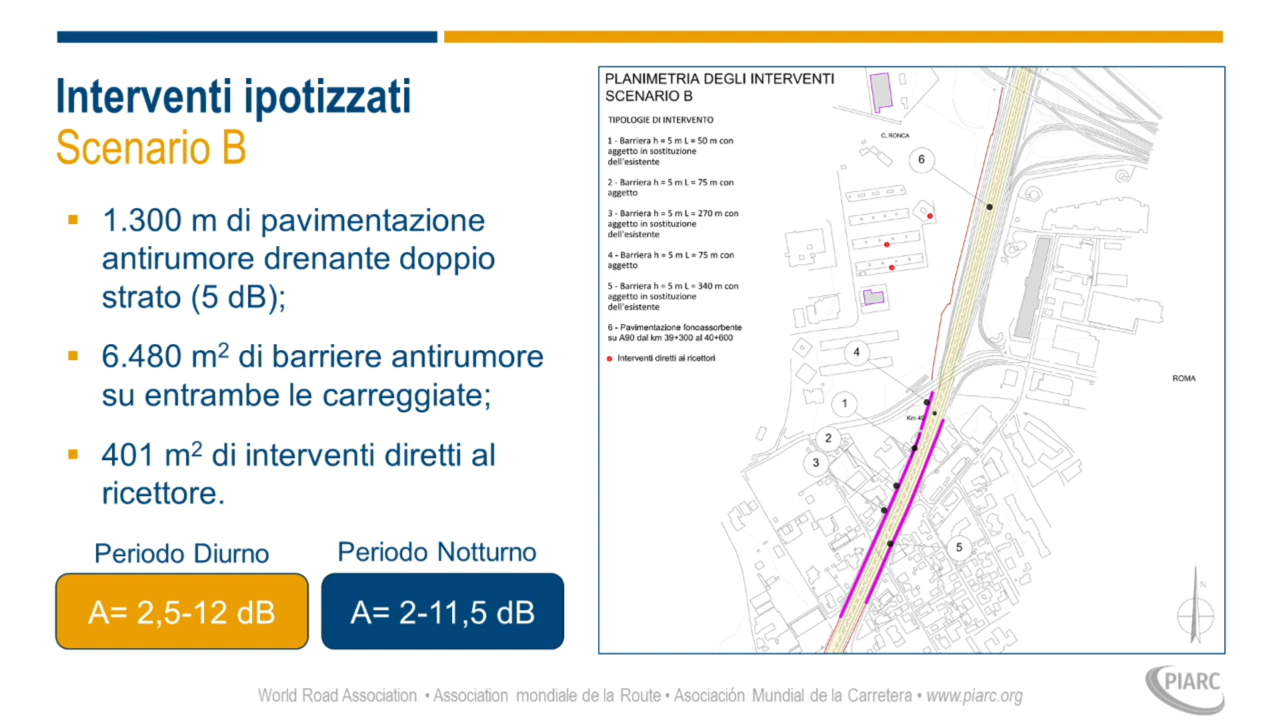 Interventi ipotizzati
Scenario B
▪ 1.300 m di pavimentazione
antirumore drenante doppio
strato (5 dB);
▪ 6.480 m² di barriere antirumore
su entrambe le carreggiate;
▪ 401 m² di interventi diretti al
ricettore.
Periodo Diurno
A= 2,5-12 dB
Periodo Notturno
A= 2-11,5 dB
PLANIMETRIA DEGLI INTERVENTI
SCENARIO B
TIPOLOGIE DI INTERVENTO
1 - Barriera h = 5 m L = 50 m con
aggetto in sostituzione
dell'esistente
2 - Barriera h = 5 m L = 75 m con
aggetto
3 - Barriera h = 5 m L = 270 m con
aggetto in sostituzione
dell'esistente
4 - Barriera h = 5 m L = 75 m con
aggetto
5 - Barriera h = 5 m L = 340 m con
aggetto in sostituzione
dell'esistente
6 - Pavimentazione fonoassorbente
su A90 dal km 39+300 al 40+600
Interventi diretti ai ricettori
C. RONCA
6
4
1
Km 40
2
3
5
ROMA
N
World Road Association • Association mondiale de la Route • Asociación Mundial de la Carretera • www.piarc.org
PIARC